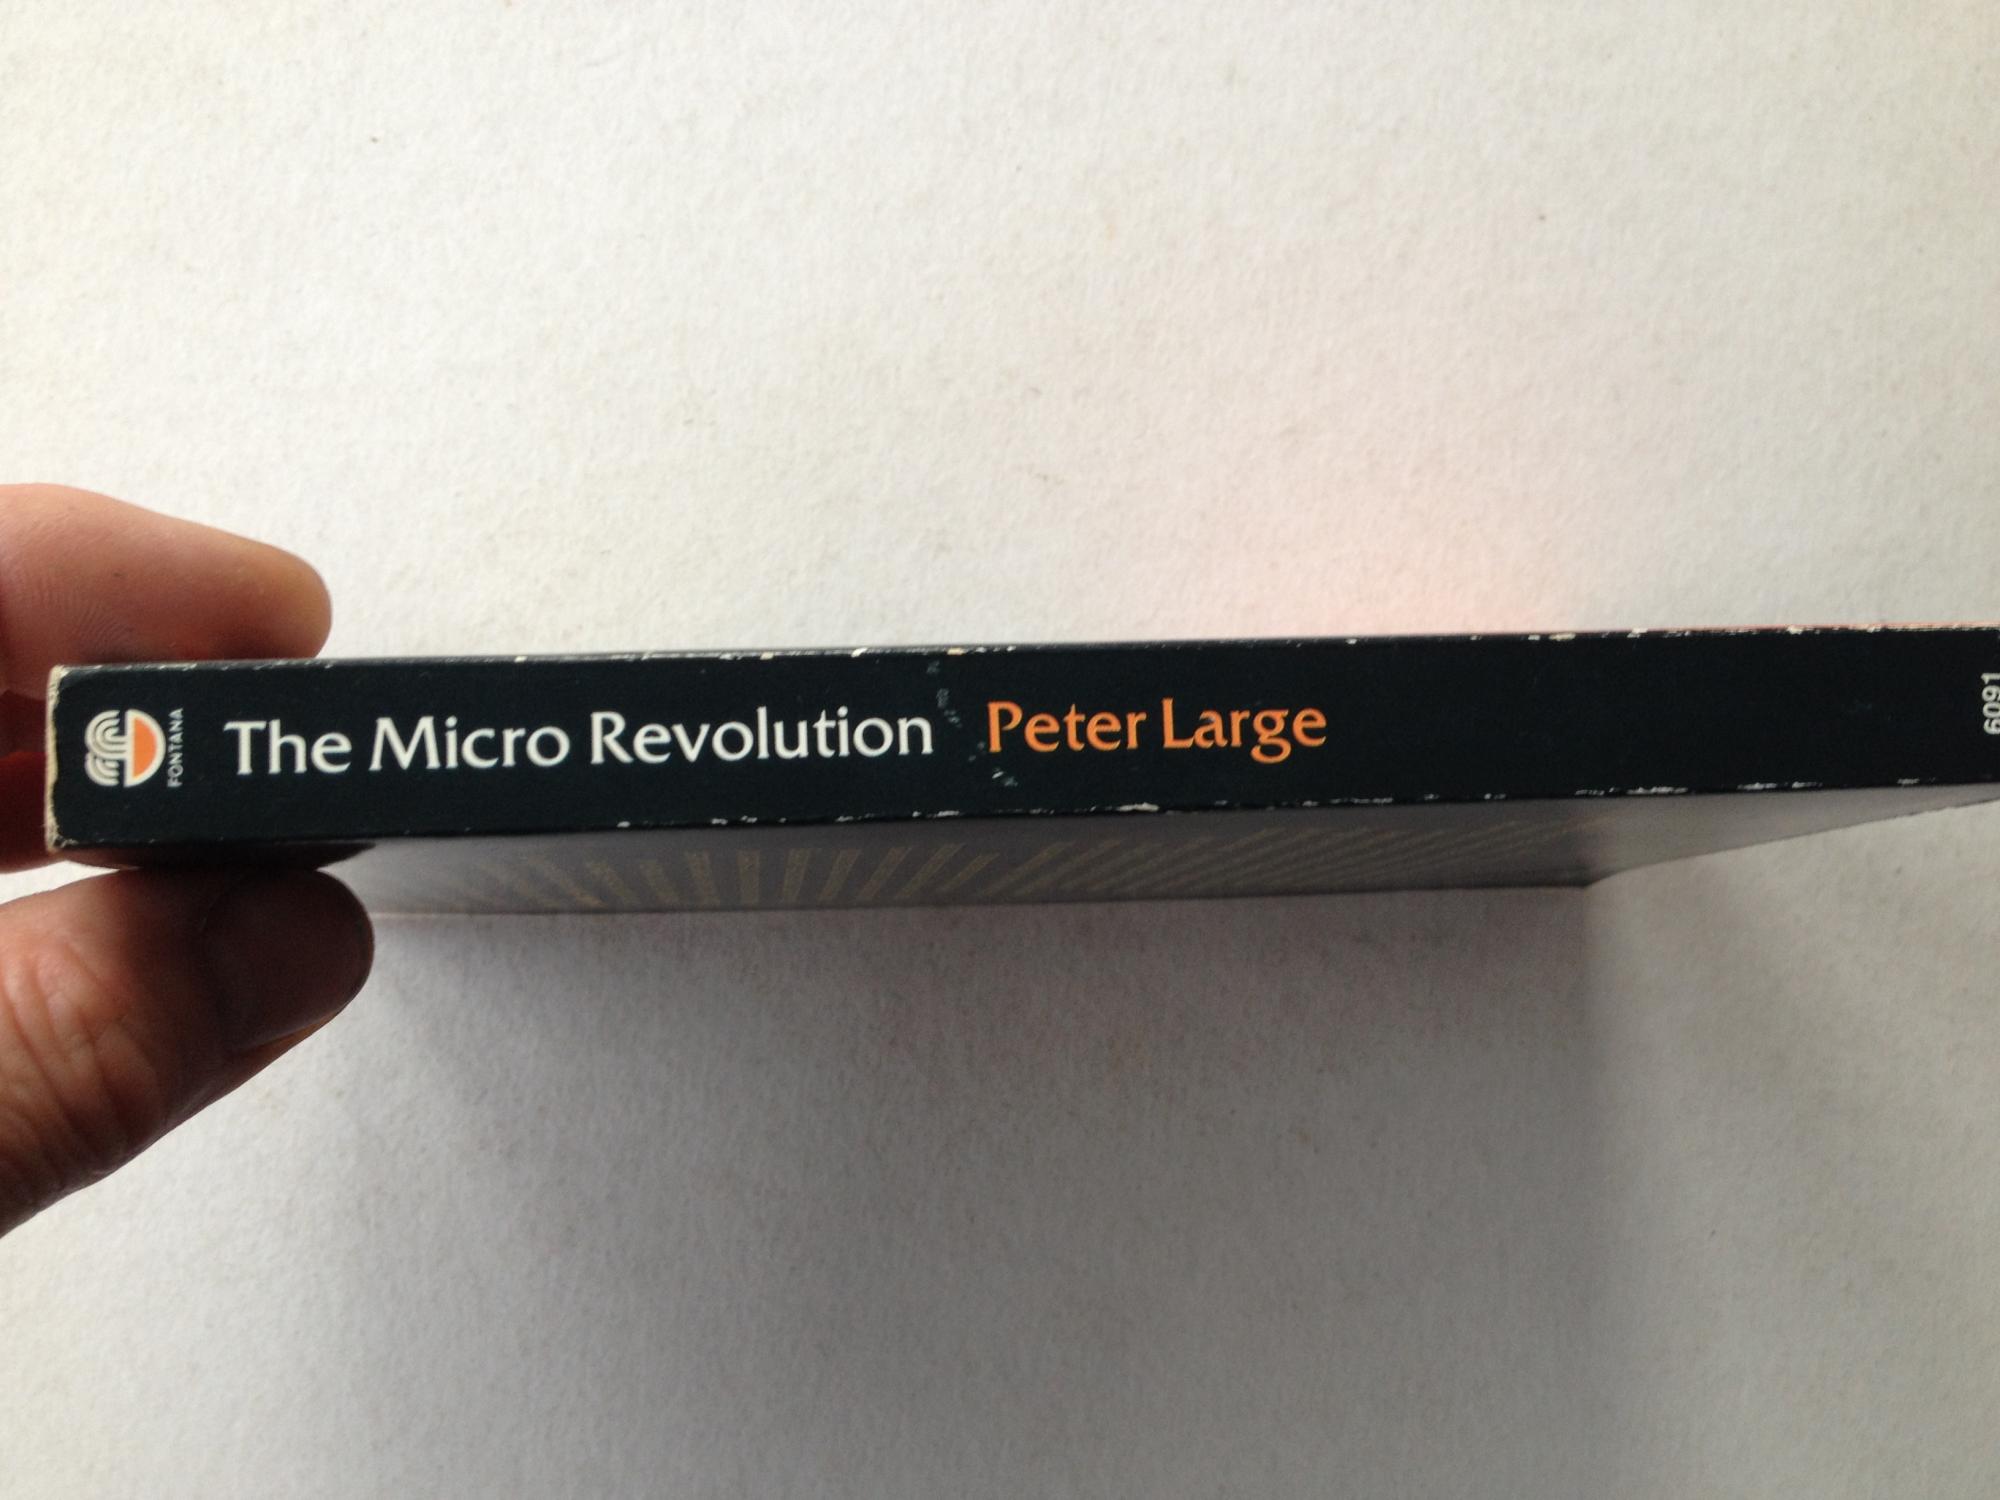 FONTANA
The Micro Revolution Peter Large
6091